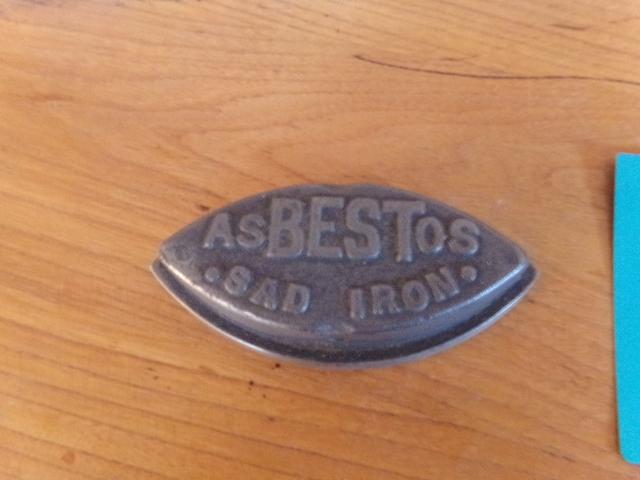 AsBESTos
• SAD IRON •